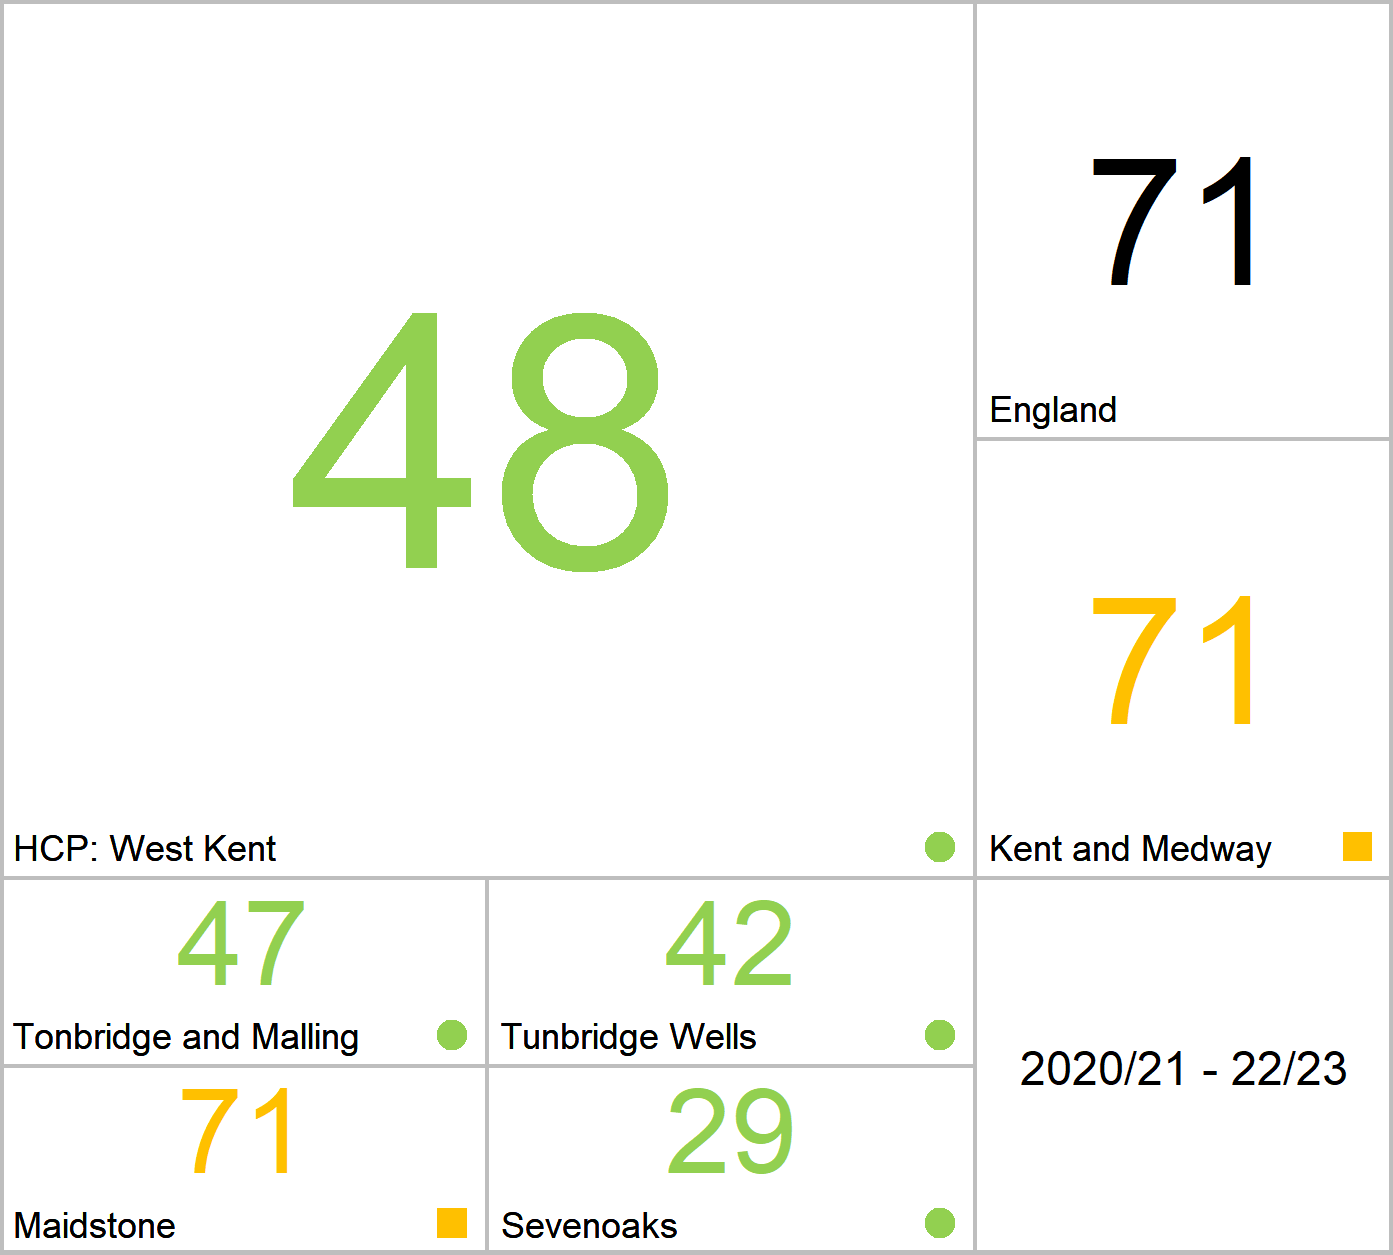 48
HCP: West Kent
71
England
71
Kent and Medway
47
Tonbridge and Malling
42
Tunbridge Wells
71
Maidstone
29
Sevenoaks
2020/21 - 22/23